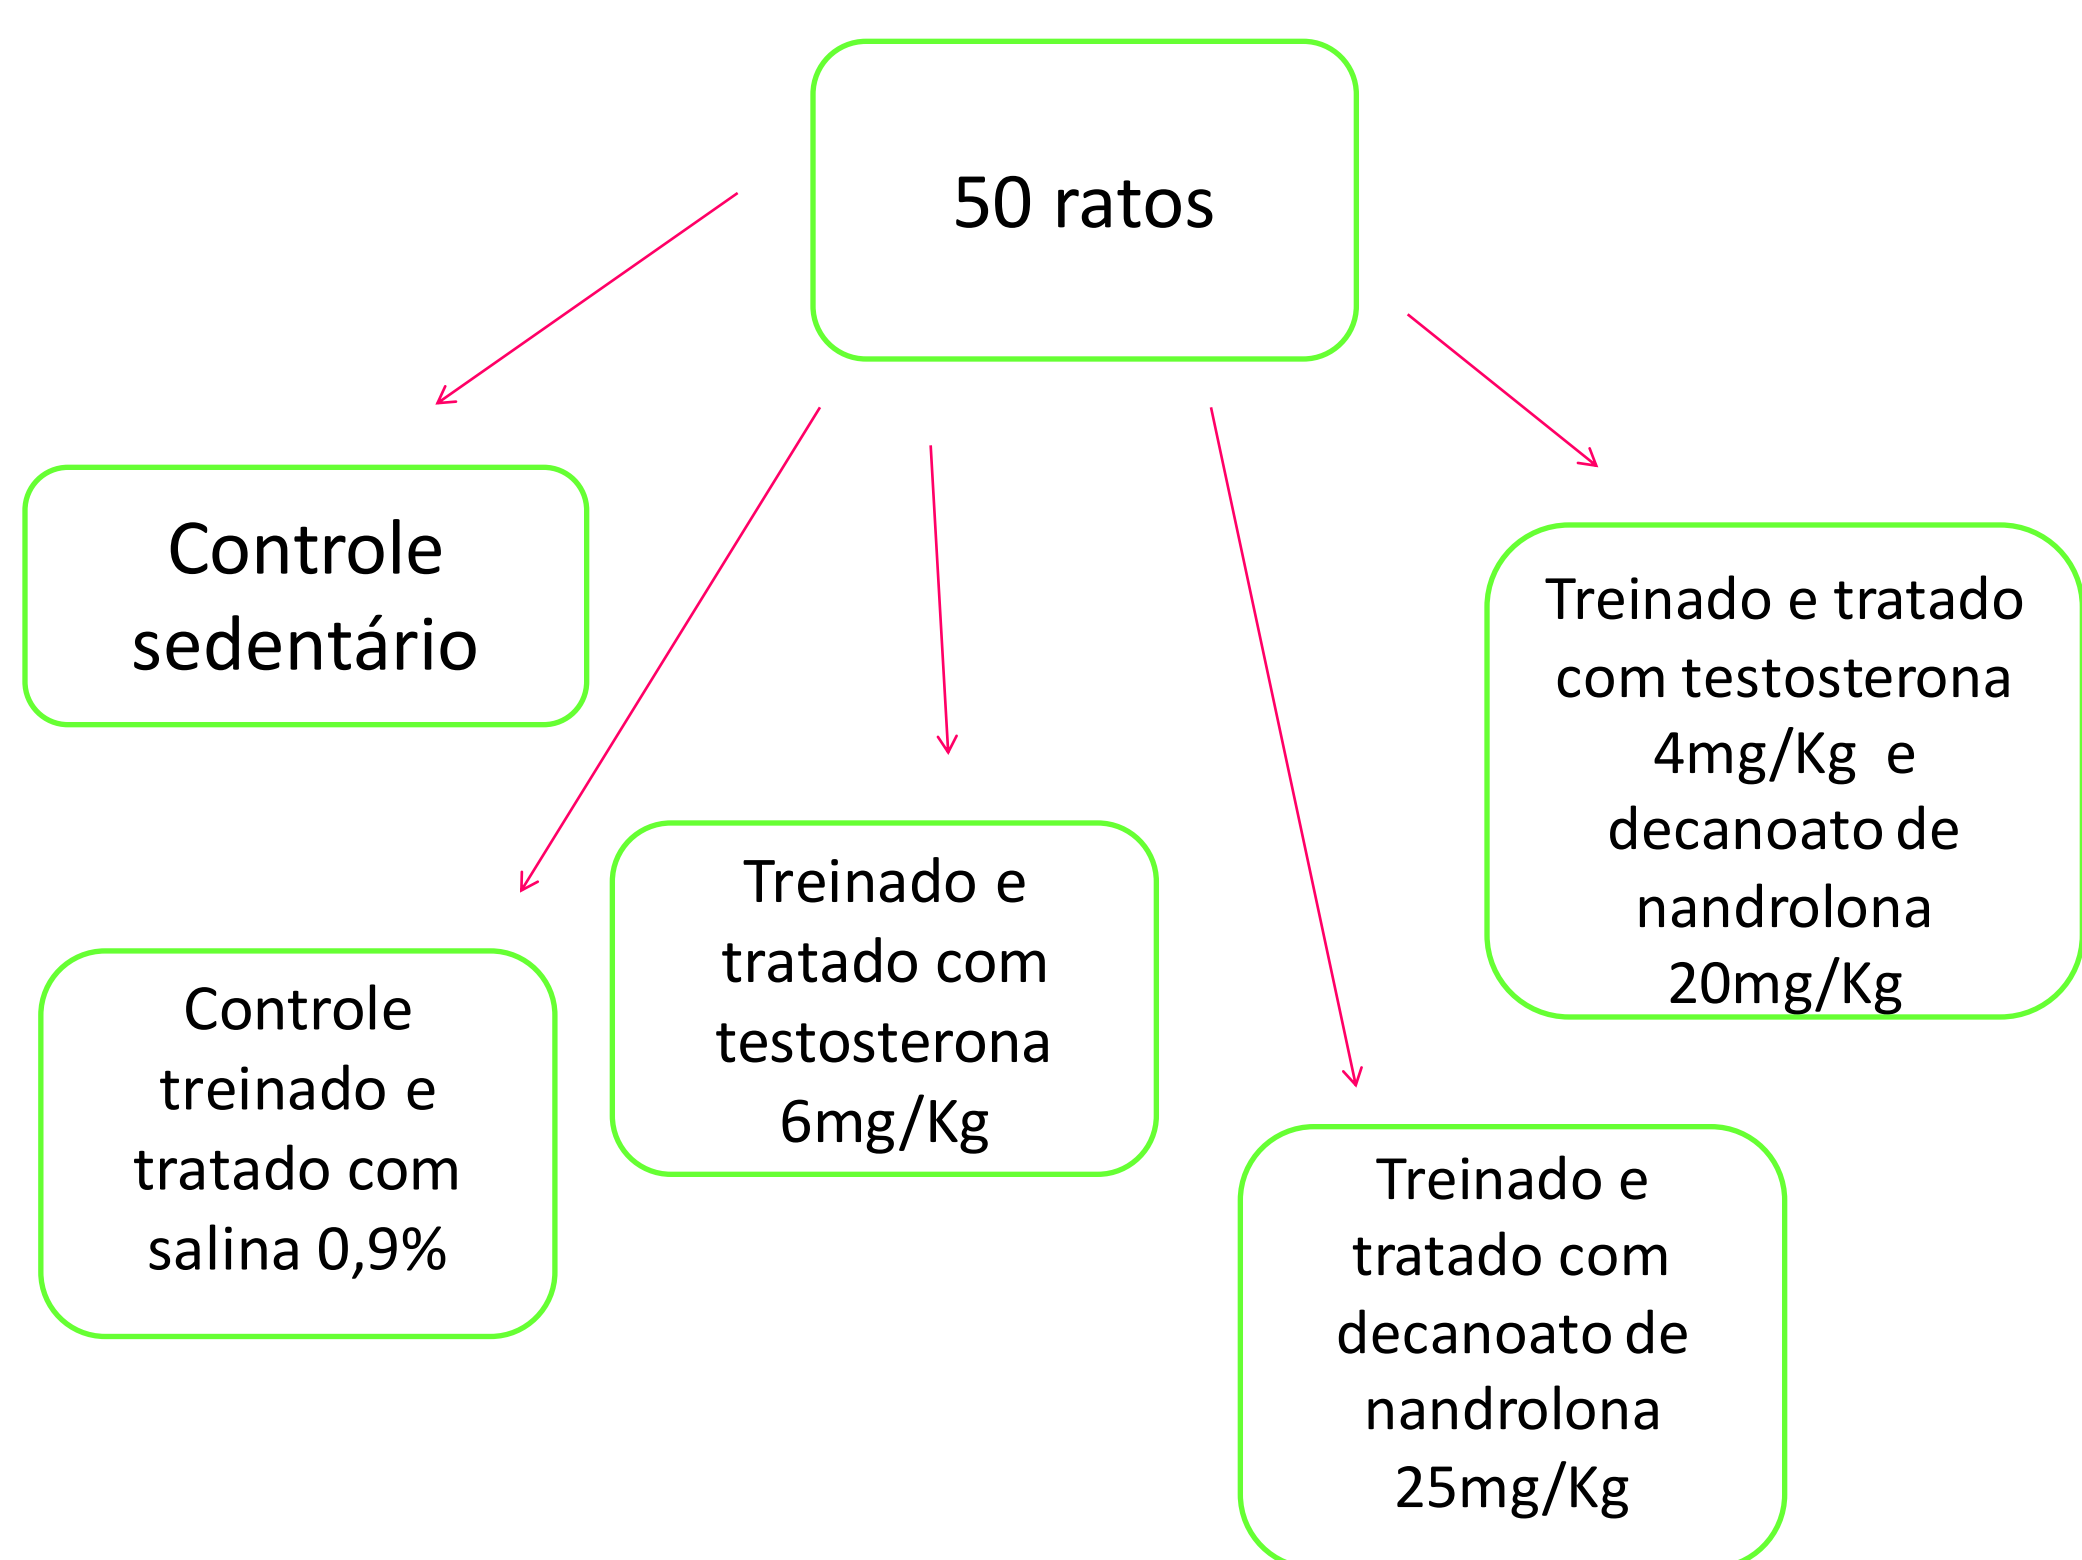 50 ratos
Controle
sedentário
Treinado e tratado
com testosterona
4mg/Kg  e
decanoato de
nandrolona
20mg/Kg
Treinado e
tratado com
testosterona
6mg/Kg
Controle
treinado e
tratado com
salina 0,9%
Treinado e
tratado com
decanoato de
nandrolona
25mg/Kg